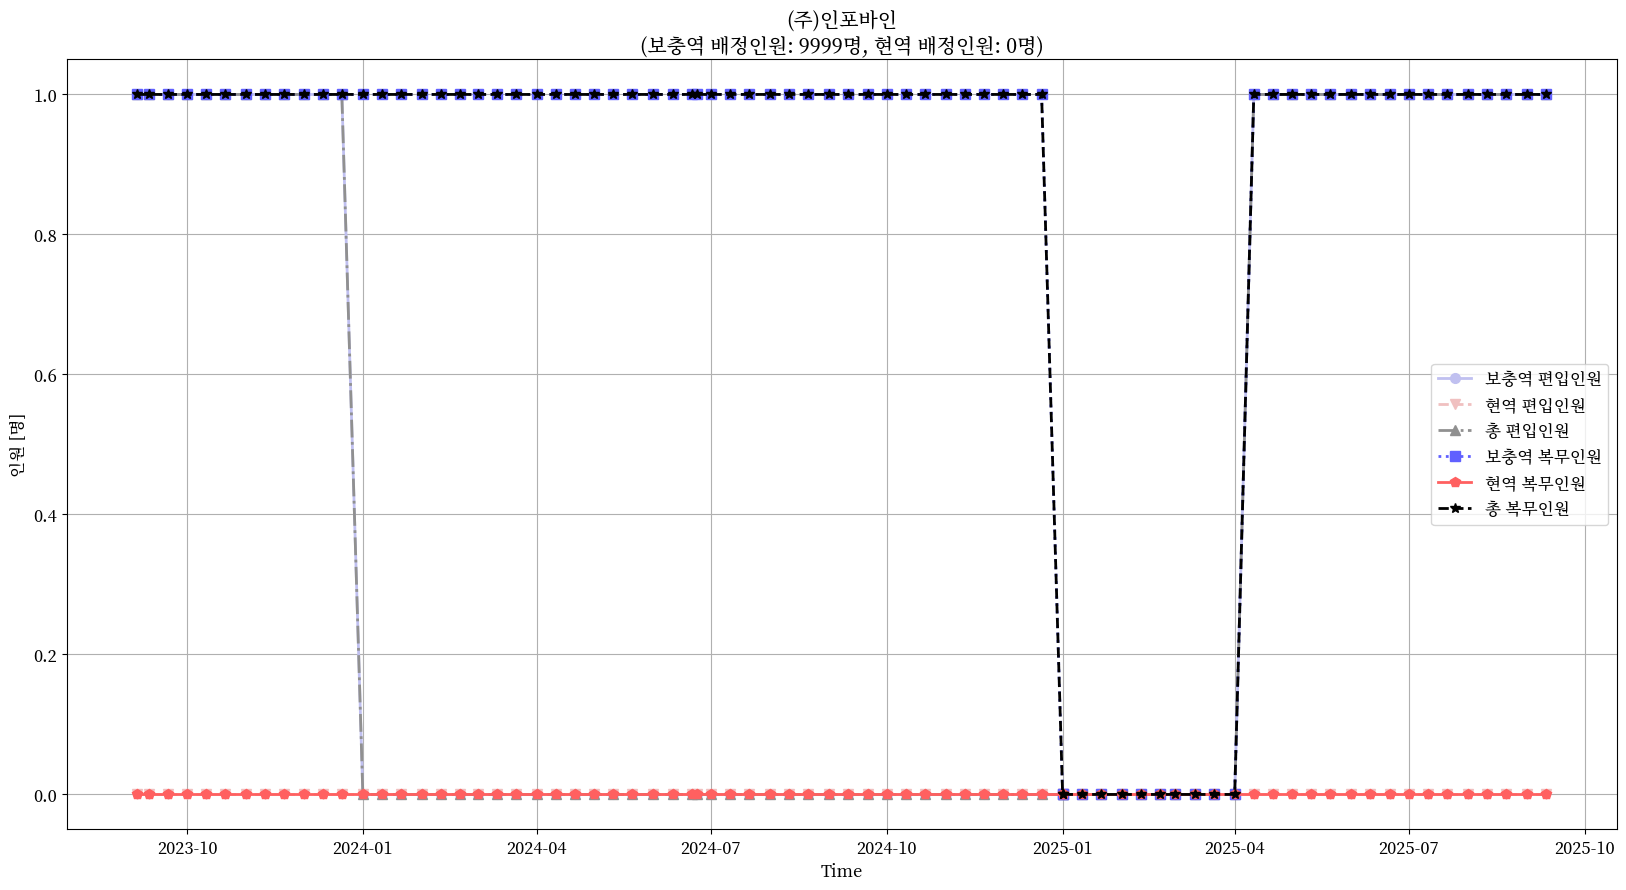 (주)인포바인
(보충역 배정인원: 9999명, 현역 배정인원: 0명)
1.0
0.8
0.6
0.4
0.2
0.0
인원 [명]
보충역 편입인원
현역 편입인원
총 편입인원
보충역 복무인원
현역 복무인원
총 복무인원
2023-10 2024-01 2024-04 2024-07 2024-10 2025-01 2025-04 2025-07 2025-10
Time